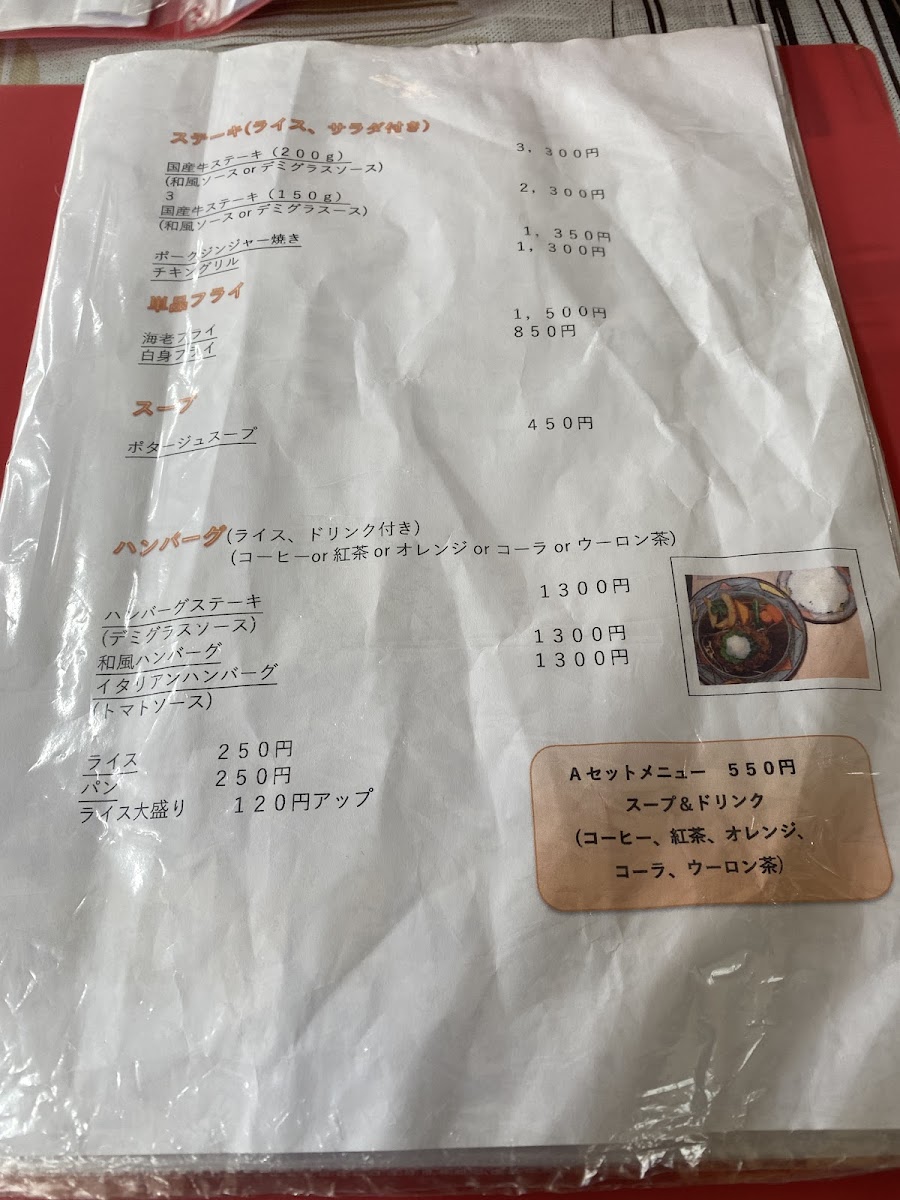 ステーキ(ライス、サラダ付き)
国産牛ステーキ（２００ｇ） ３，３００円
(和風ソース or デミグラスソース)
３
国産牛ステーキ（１５０ｇ） ２，３００円
(和風ソース or デミグラスース)
ポークジンジャー焼き １，３５０円
チキングリル １，３００円
単品フライ
海老フライ １，５００円
白身フライ ８５０円
スープ
ポタージュスープ ４５０円
ハンバーグ(ライス、ドリンク付き)
(コーヒーor 紅茶 or オレンジ or コーラ or ウーロン茶)
ハンバーグステーキ １３００円
(デミグラスソース)
和風ハンバーグ １３００円
イタリアンハンバーグ １３００円
(トマトソース)
ライス ２５０円
パン ２５０円
ライス大盛り １２０円アップ
Ａセットメニュー ５５０円
スープ＆ドリンク
(コーヒー、紅茶、オレンジ、
コーラ、ウーロン茶)